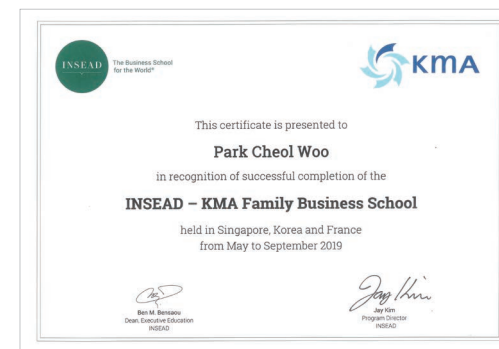 INSEAD
The Business School
for the World®
KMA
This certificate is presented to
Park Cheol Woo
in recognition of successful completion of the
INSEAD – KMA Family Business School
held in Singapore, Korea and France
from May to September 2019
Ben M. Bensaou
Dean, Executive Education
INSEAD
Jay Kim
Jay Kim
Program Director
INSEAD